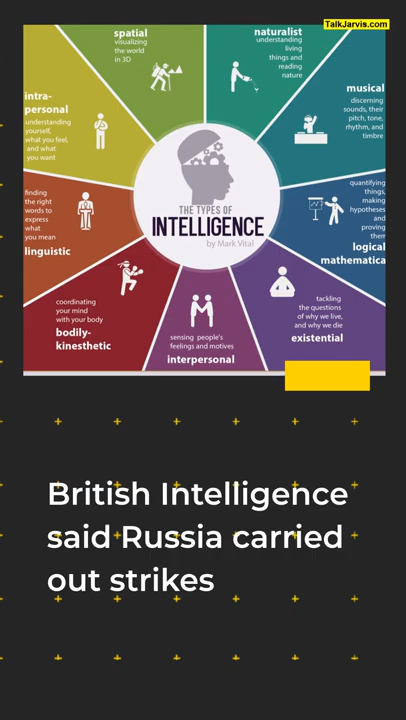 TalkJarvis.com
spatial
visualizing
the world
in 3D
naturalist
understanding
living
things and
reading
nature
musical
discerning
sounds, their
pitch, tone,
rhythm, and
timbre
intra-
personal
understanding
yourself,
what you feel,
and what
you want
quantifying
things,
making
hypotheses
and
proving
them
logical
mathematica
finding
the right
words to
express
what
you mean
linguistic
THE TYPES OF
INTELLIGENCE
by Mark Vital
coordinating
your mind
with your body
bodily-
kinesthetic
sensing people's
feelings and motives
interpersonal
tackling
the questions
of why we live,
and why we die
existential
British Intelligence
said Russia carried
out strikes